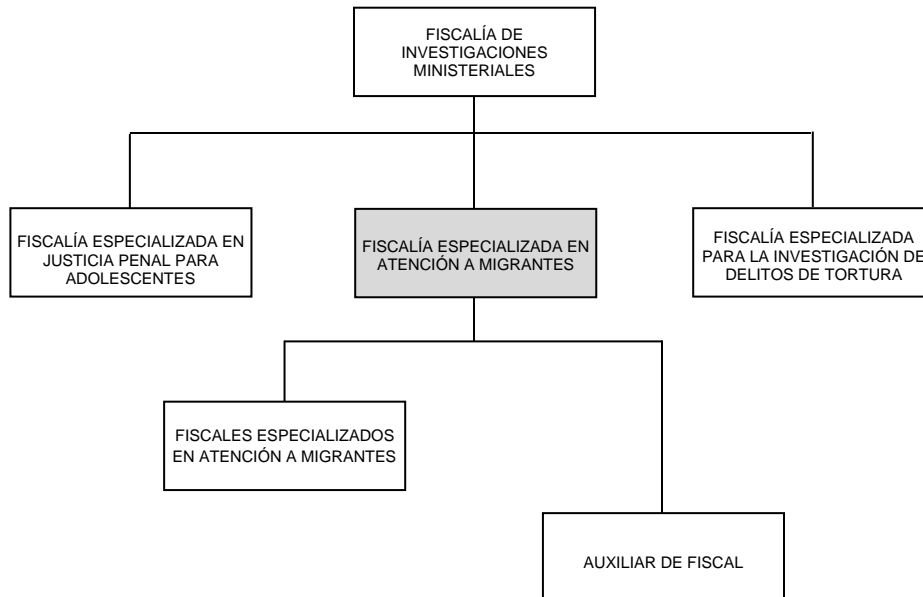 FISCALÍA DE
INVESTIGACIONES
MINISTERIALES
FISCALÍA ESPECIALIZADA EN
JUSTICIA PENAL PARA
ADOLESCENTES
FISCALÍA ESPECIALIZADA EN
ATENCIÓN A MIGRANTES
FISCALÍA ESPECIALIZADA
PARA LA INVESTIGACIÓN DE
DELITOS DE TORTURA
FISCALES ESPECIALIZADOS
EN ATENCIÓN A MIGRANTES
AUXILIAR DE FISCAL